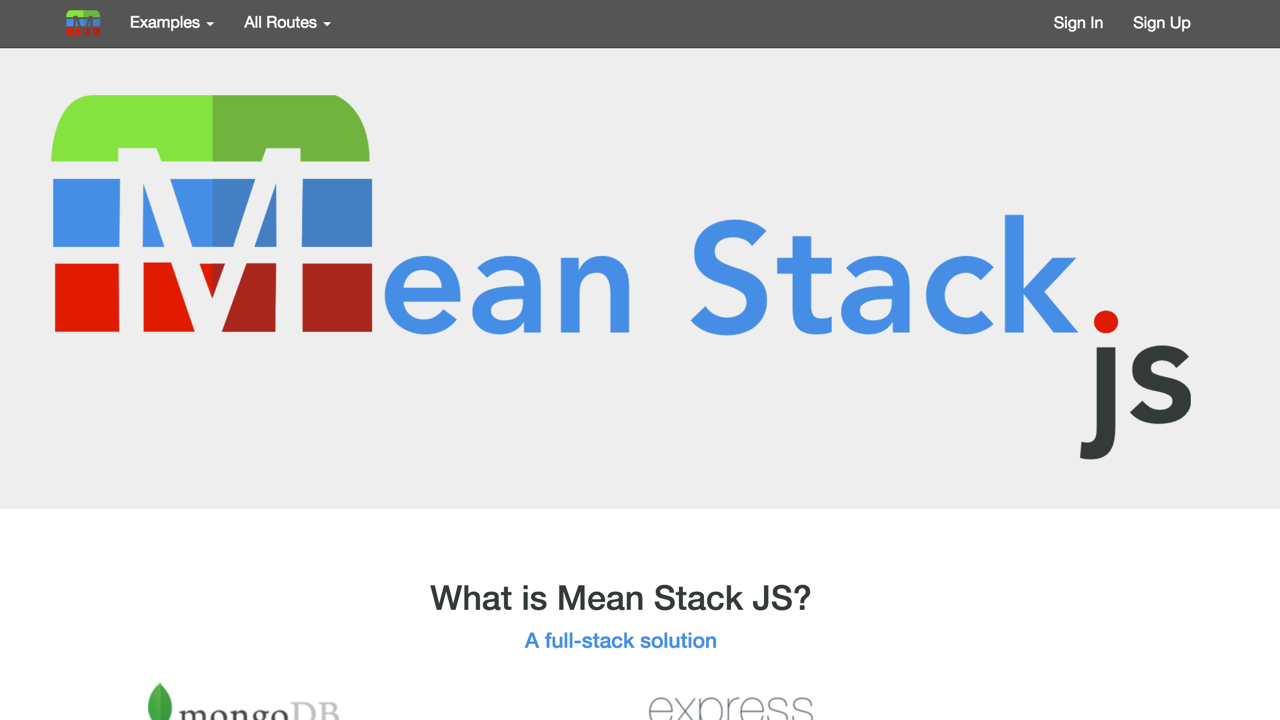 M Examples All Routes Sign In Sign Up
Mean Stack.js
What is Mean Stack JS?
A full-stack solution
mongoDB express